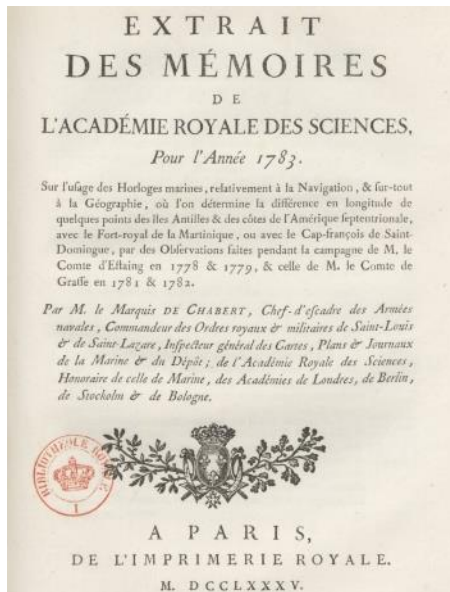 EXTRAIT
DES MÉMOIRES
DE
L'ACADÉMIE ROYALE DES SCIENCES,
Pour l'Année 1783.
Sur l'usage des Horloges marines, relativement à la Navigation, & sur-tout
à la Géographie, où l'on détermine la différence en longitude de
quelques points des îles Antilles & des côtes de l'Amérique septentrionale,
avec le Fort-royal de la Martinique, ou avec le Cap-françois de Saint-
Domingue, par des Observations faites pendant la campagne de M. le
Comte d'Estaing en 1778 & 1779, & celle de M. le Comte de
Grasse en 1781 & 1782.
Par M. le Marquis DE CHABERT, Chef-d'escadre des Armées
navales, Commandeur des Ordres royaux & militaires de Saint-Louis
& de Saint-Lazare, Inspecteur général des Cartes, Plans & Journaux
de la Marine & du Dépôt; de l'Académie Royale des Sciences,
Honoraire de celle de Marine, des Académies de Londres, de Berlin,
de Stockolm & de Bologne.
BIBLIOTHEQUE ROYALE
I
A PARIS,
DE L'IMPRIMERIE ROYALE.
M. DCCLXXXV.